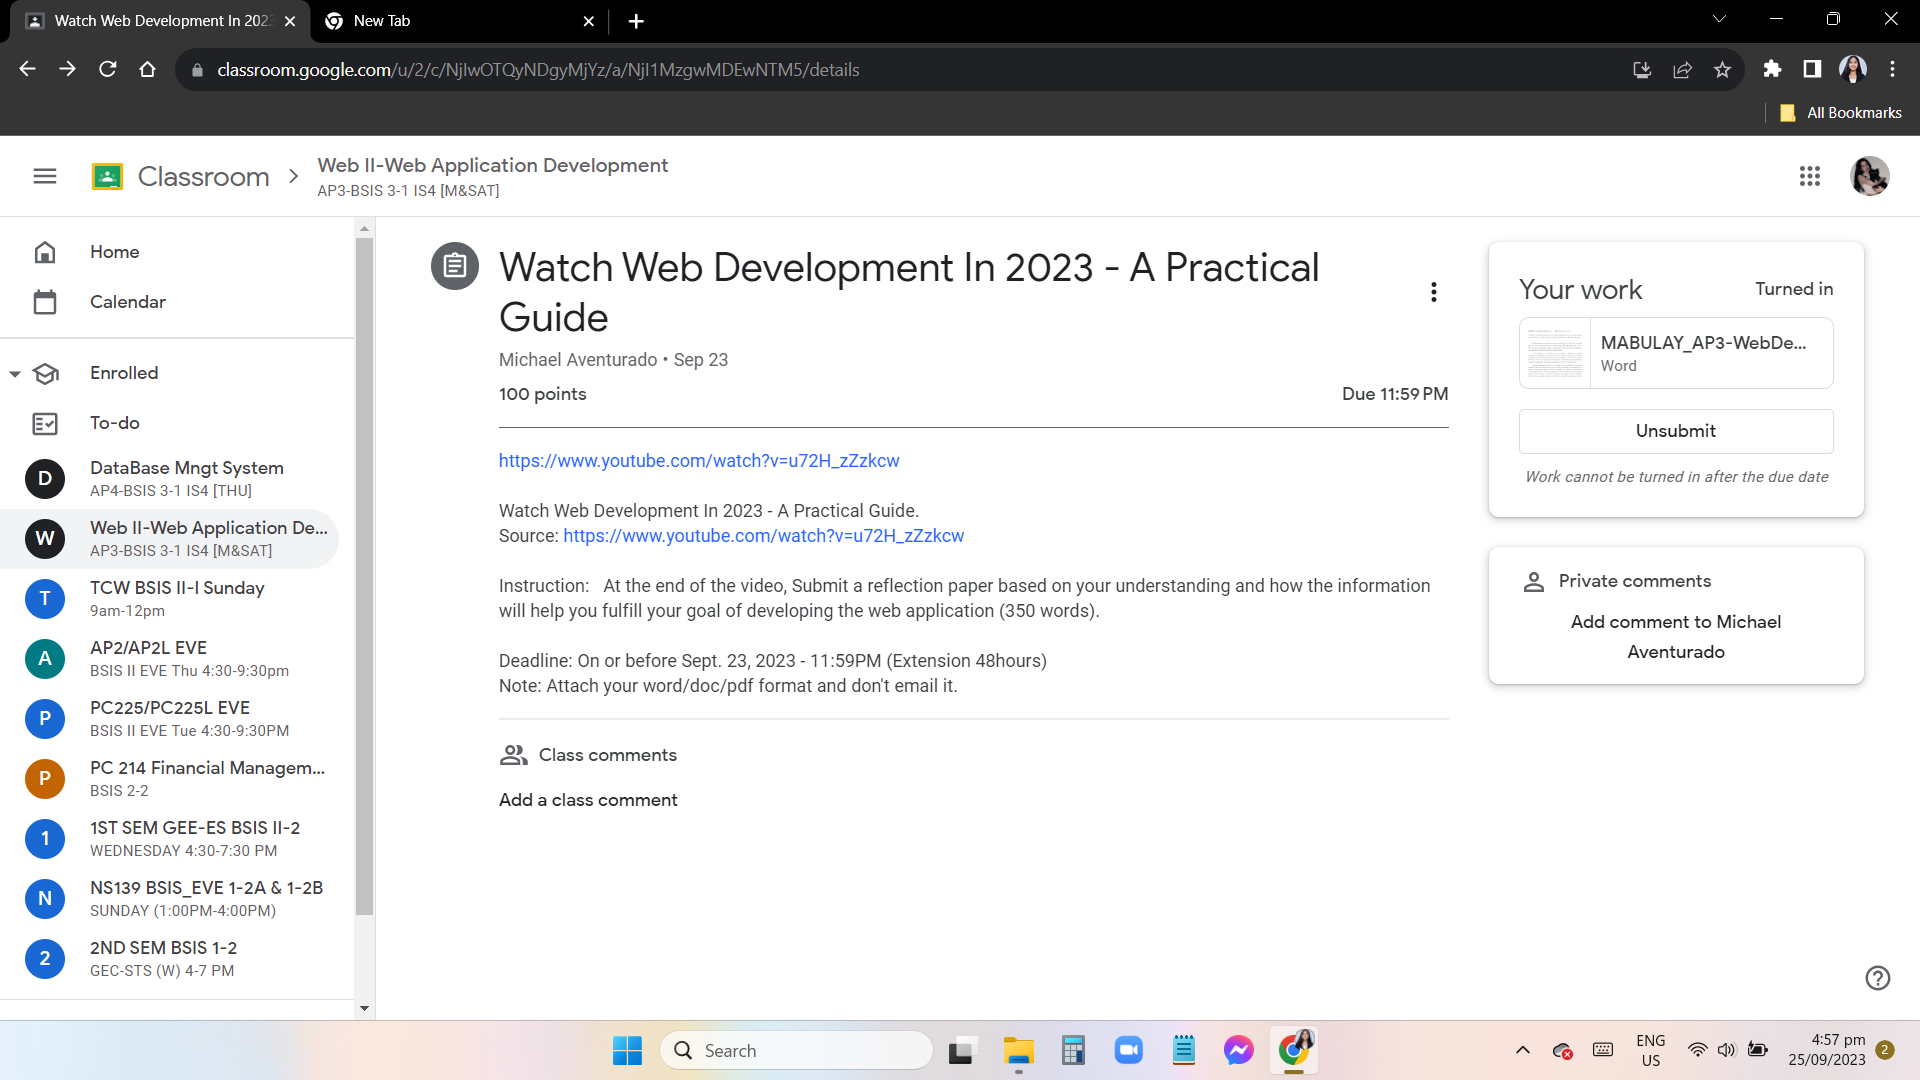 Watch Web Development In 2023
New Tab
classroom.google.com/u/2/c/NjIwOTQyNDgyMjYz/a/NjI1MzgwMDEwNTM5/details
All Bookmarks
Classroom
Web II-Web Application Development
AP3-BSIS 3-1 IS4 [M&SAT]
Home
Calendar
Enrolled
To-do
D
DataBase Mngt System
AP4-BSIS 3-1 IS4 [THU]
W
Web II-Web Application De...
AP3-BSIS 3-1 IS4 [M&SAT]
T
TCW BSIS II-I Sunday
9am-12pm
A
AP2/AP2L EVE
BSIS II EVE Thu 4:30-9:30pm
P
PC225/PC225L EVE
BSIS II EVE Tue 4:30-9:30PM
P
PC 214 Financial Managem...
BSIS 2-2
1
1ST SEM GEE-ES BSIS II-2
WEDNESDAY 4:30-7:30 PM
N
NS139 BSIS_EVE 1-2A & 1-2B
SUNDAY (1:00PM-4:00PM)
2
2ND SEM BSIS 1-2
GEC-STS (W) 4-7 PM
Watch Web Development In 2023 - A Practical
Guide
Michael Aventurado • Sep 23
100 points
Due 11:59 PM
https://www.youtube.com/watch?v=u72H_zZzkcw
Watch Web Development In 2023 - A Practical Guide.
Source: https://www.youtube.com/watch?v=u72H_zZzkcw
Instruction: At the end of the video, Submit a reflection paper based on your understanding and how the information
will help you fulfill your goal of developing the web application (350 words).
Deadline: On or before Sept. 23, 2023 - 11:59PM (Extension 48hours)
Note: Attach your word/doc/pdf format and don't email it.
Class comments
Add a class comment
Your work
Turned in
MABULAY_AP3-WebDe...
Word
Unsubmit
Work cannot be turned in after the due date
Private comments
Add comment to Michael
Aventurado
Search
ENG
US
4:57 pm
25/09/2023
2